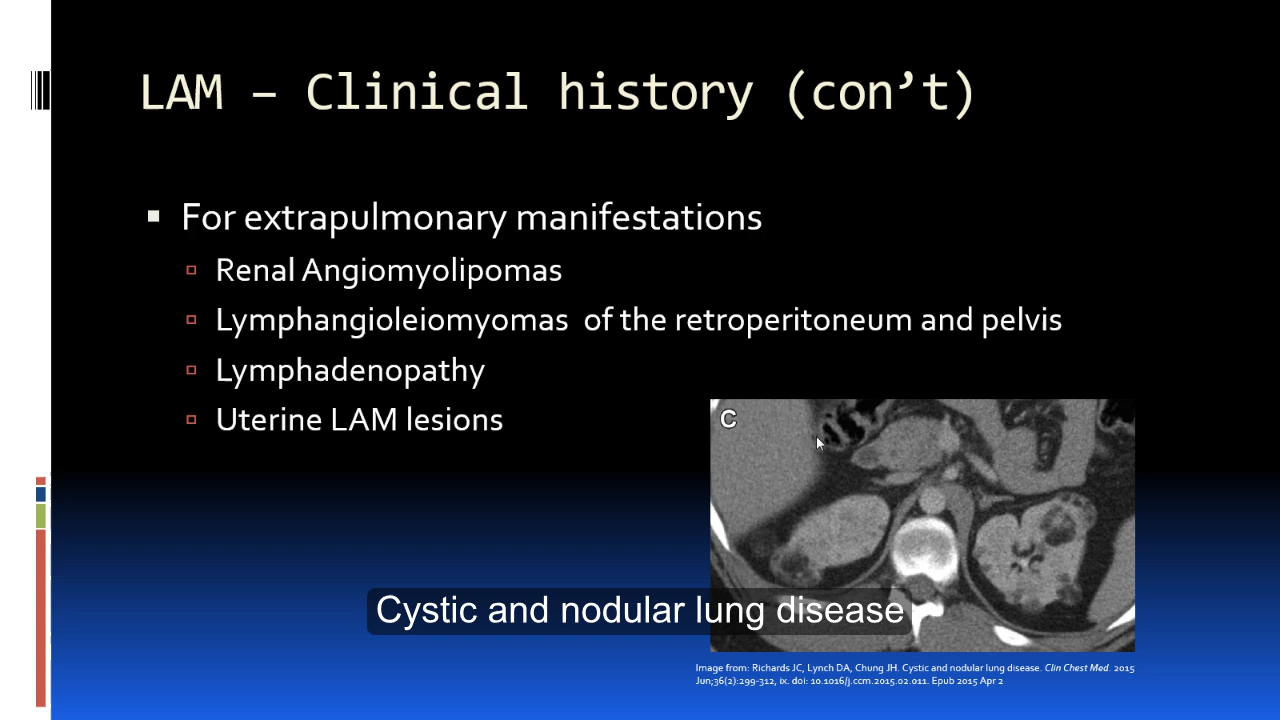 LAM – Clinical history (con’t)
For extrapulmonary manifestations
Renal Angiomyolipomas
Lymphangioleiomyomas of the retroperitoneum and pelvis
Lymphadenopathy
Uterine LAM lesions
C
Cystic and nodular lung disease
Image from: Richards JC, Lynch DA, Chung JH. Cystic and nodular lung disease. Clin Chest Med. 2015
Jun;36(2):299-312, ix. doi: 10.1016/j.ccm.2015.02.011. Epub 2015 Apr 2